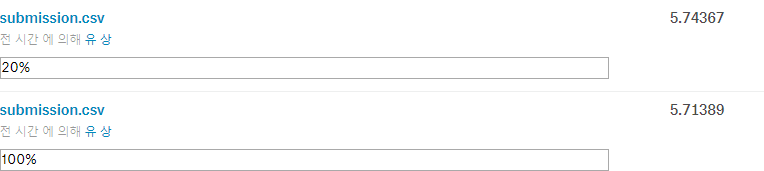 submission.csv 5.74367
전 시간 에 의해 유 상
20%
submission.csv 5.71389
전 시간 에 의해 유 상
100%